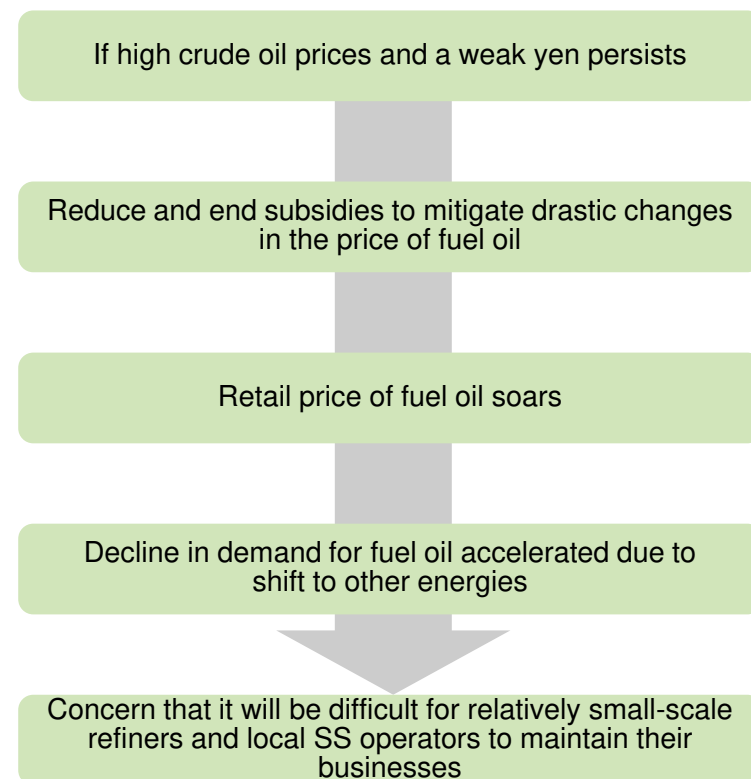 If high crude oil prices and a weak yen persists
Reduce and end subsidies to mitigate drastic changes
in the price of fuel oil
Retail price of fuel oil soars
Decline in demand for fuel oil accelerated due to
shift to other energies
Concern that it will be difficult for relatively small-scale
refiners and local SS operators to maintain their
businesses